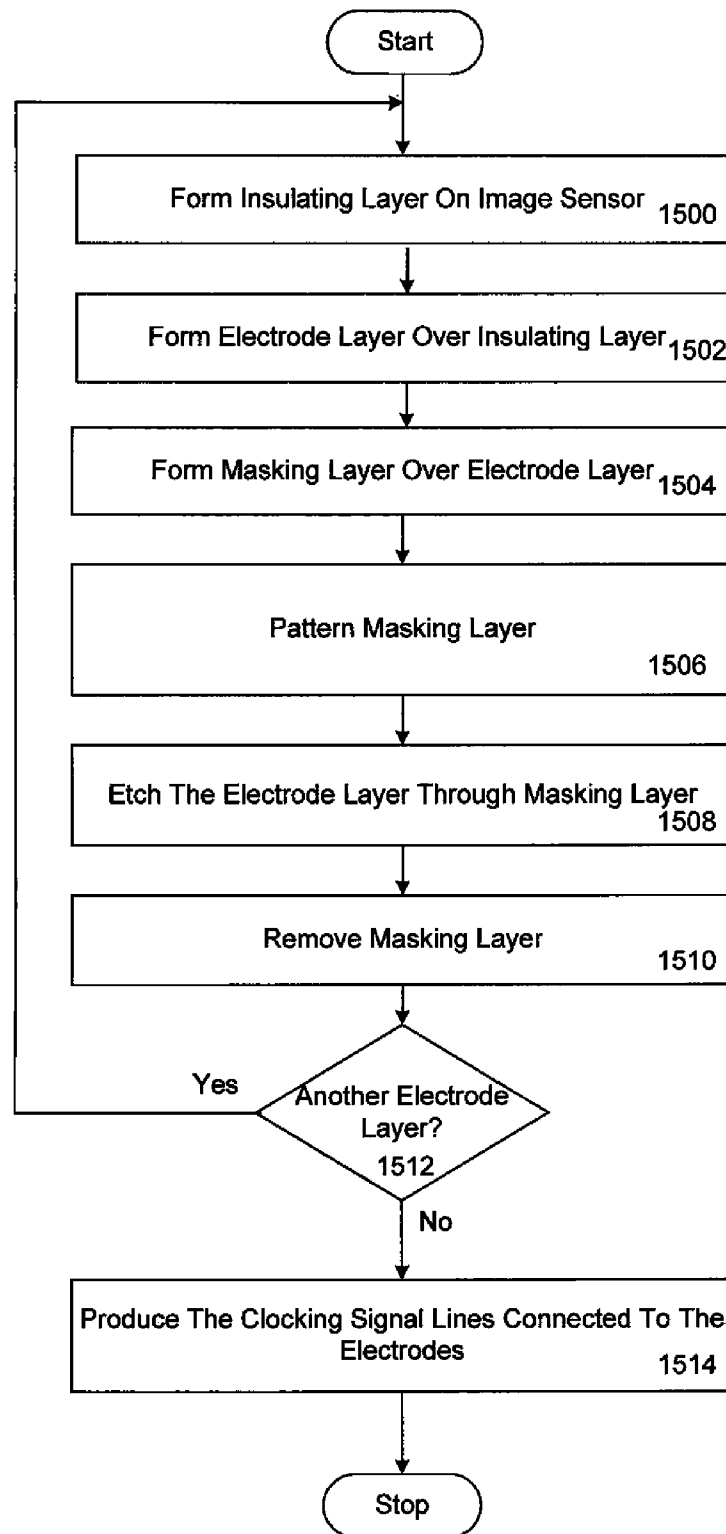 Start
Form Insulating Layer On Image Sensor
1500
Form Electrode Layer Over Insulating Layer
1502
Form Masking Layer Over Electrode Layer
1504
Pattern Masking Layer
1506
Etch The Electrode Layer Through Masking Layer
1508
Remove Masking Layer
1510
Yes
Another Electrode
Layer?
1512
No
Produce The Clocking Signal Lines Connected To The
Electrodes
1514
Stop